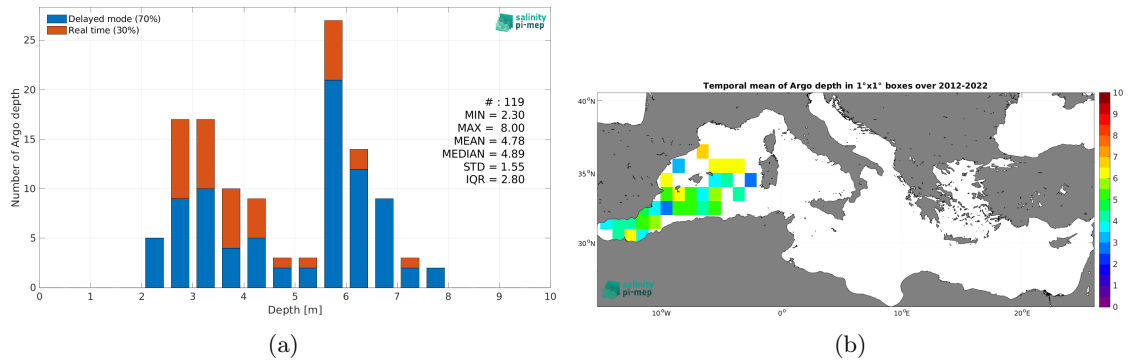 Delayed mode (70%)
Real time (30%)
salinity
pi-mep
Number of Argo depth
25
20
15
10
5
0
# : 119
MIN = 2.30
MAX = 8.00
MEAN = 4.78
MEDIAN = 4.89
STD = 1.55
IQR = 2.80
0 1 2 3 4 5 6 7 8 9 10
Depth [m]
(a)
Temporal mean of Argo depth in 1°x1° boxes over 2012-2022
40°N
35°N
30°N
salinity
pi-mep
10°W 0° 10°E 20°E
10
9
8
7
6
5
4
3
2
1
0
(b)